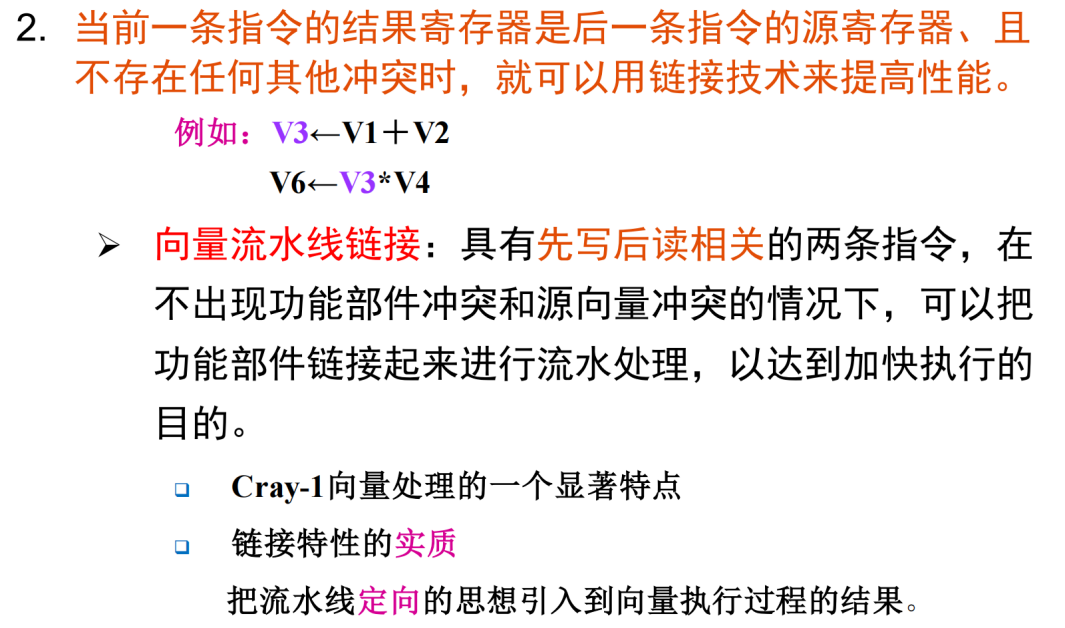 2. 当前一条指令的结果寄存器是后一条指令的源寄存器、且
不存在任何其他冲突时，就可以用链接技术来提高性能。
例如：V3←V1＋V2
V6←V3*V4
➢ 向量流水线链接：具有先写后读相关的两条指令，在
不出现功能部件冲突和源向量冲突的情况下，可以把
功能部件链接起来进行流水处理，以达到加快执行的
目的。
❑ Cray-1向量处理的一个显著特点
❑ 链接特性的实质
把流水线定向的思想引入到向量执行过程的结果。